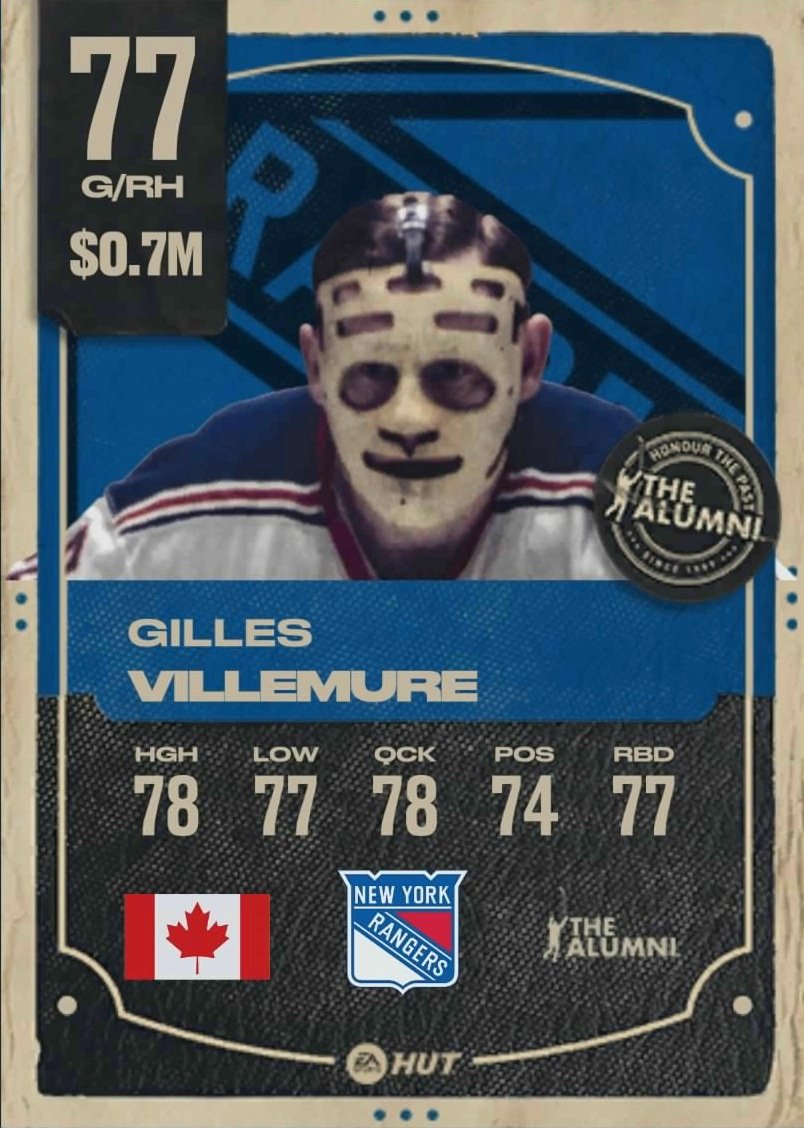 77
G/RH
$0.7M
HONOUR THE PAST
THE
ALUMNI
GILLES
VILLEMURE
HGH LOW QCK POS RBD
78 77 78 74 77
NEW YORK
RANGERS
THE
ALUMNI
EA HUT